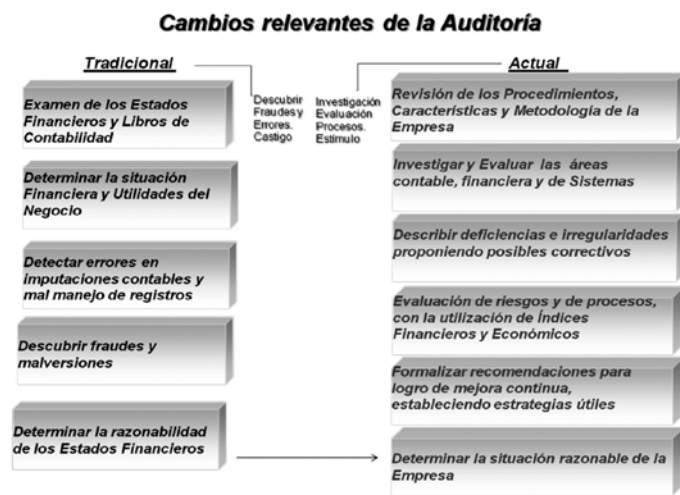 Cambios relevantes de la Auditoría
Tradicional
Descubrir
Fraudes y
Errores.
Castigo
Examen de los Estados
Financieros y Libros de
Contabilidad
Determinar la situación
Financiera y Utilidades del
Negocio
Detectar errores en
imputaciones contables y
mal manejo de registros
Descubrir fraudes y
malversiones
Determinar la razonabilidad
de los Estados Financieros
Actual
Investigación
Evaluación
Procesos.
Estímulo
Revisión de los Procedimientos,
Características y Metodología de la
Empresa
Investigar y Evaluar las áreas
contable, financiera y de Sistemas
Describir deficiencias e irregularidades
proponiendo posibles correctivos
Evaluación de riesgos y de procesos,
con la utilización de Índices
Financieros y Económicos
Formalizar recomendaciones para
logro de mejora continua,
estableciendo estrategias útiles
Determinar la situación razonable de la
Empresa